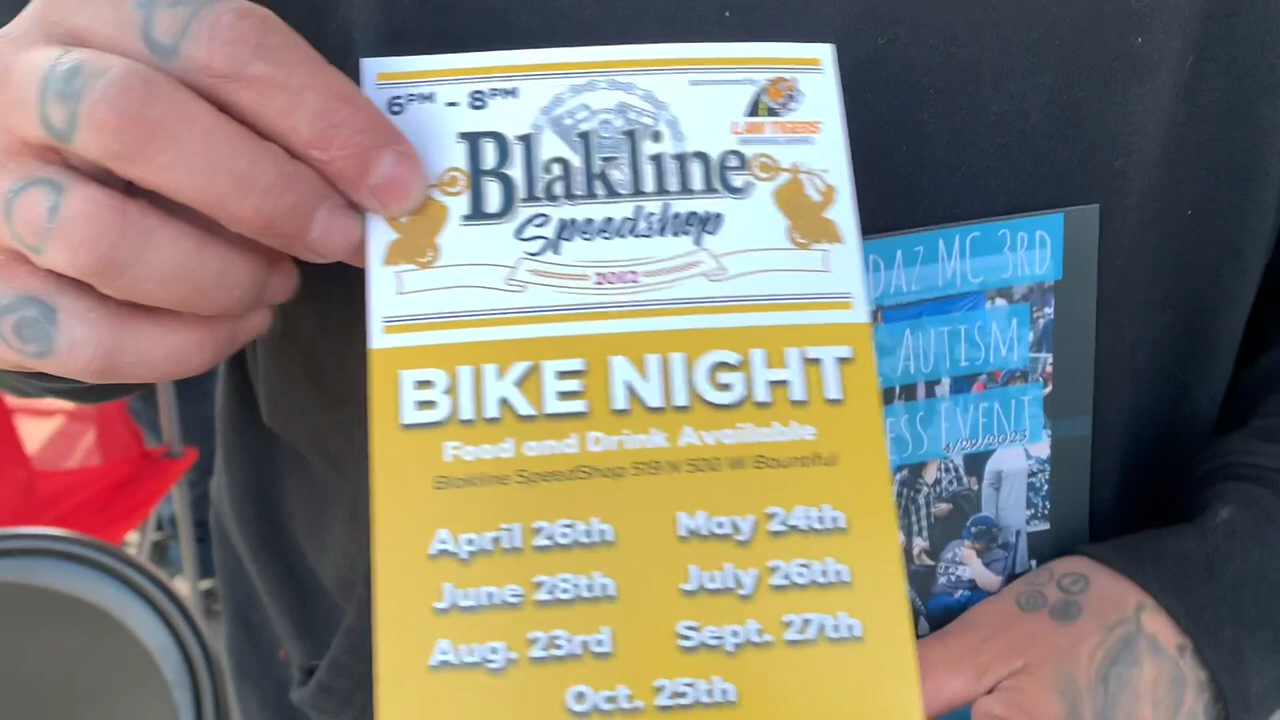 6PM - 8PM
LAW TIGERS
Blakline
Speedshop
2002
BIKE NIGHT
Food and Drink Available
Blakline SpeedShop 519 N 500 W Bountiful
April 26th
May 24th
June 28th
July 26th
Aug. 23rd
Sept. 27th
Oct. 25th
DAZ MC 3RD
AUTISM
ESS EVENT
4/29/2023